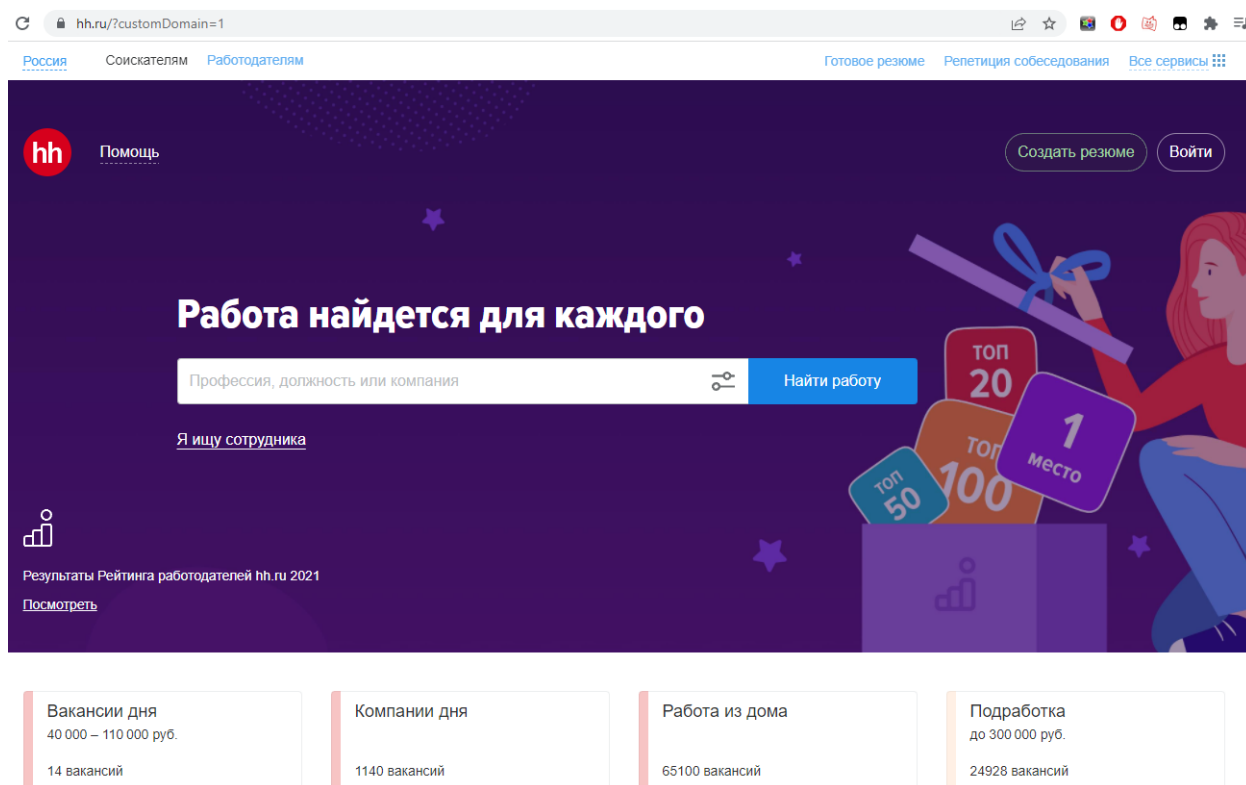 hh.ru/?customDomain=1
Россия Соискателям Работодателям Готовое резюме Репетиция собеседования Все сервисы
hh Помощь Создать резюме Войти
Работа найдется для каждого
Профессия, должность или компания Найти работу
Я ищу сотрудника
ТОП
20
1
место
ТОП
100
ТОП
50
Результаты Рейтинга работодателей hh.ru 2021
Посмотреть
Вакансии дня Компании дня Работа из дома Подработка
40 000 – 110 000 руб. до 300 000 руб.
14 вакансий 1140 вакансий 65100 вакансий 24928 вакансий